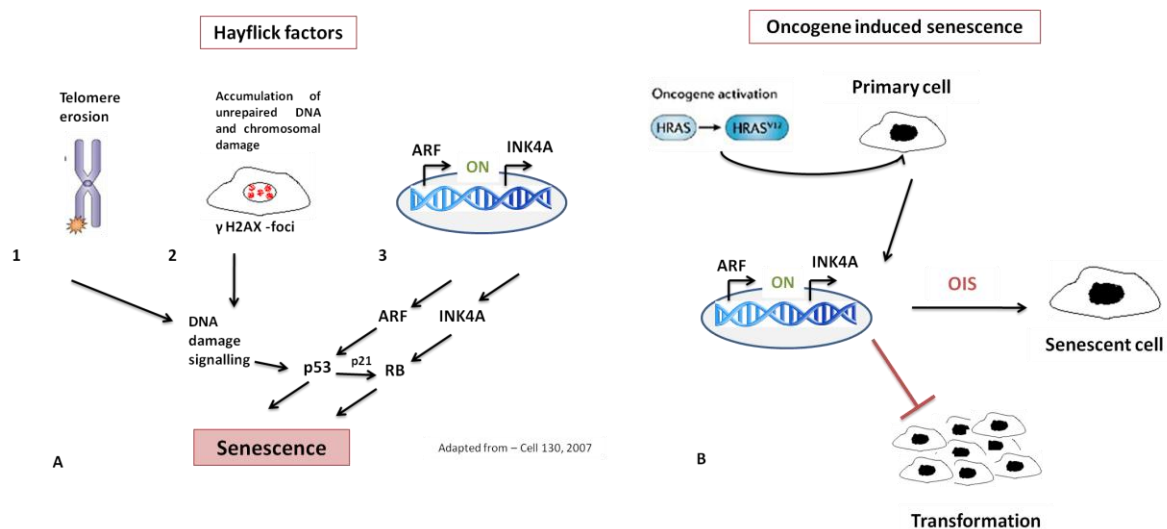 Hayflick factors
Telomere
erosion
Accumulation of
unrepaired DNA
and chromosomal
damage
γ H2AX -foci
ARF
ON
INK4A
1
2
3
ARF
INK4A
DNA
damage
signalling
p53
p21
RB
Senescence
Adapted from – Cell 130, 2007
A
Oncogene induced senescence
Oncogene activation
HRAS
HRASV12
Primary cell
ARF
ON
INK4A
OIS
Senescent cell
B
Transformation